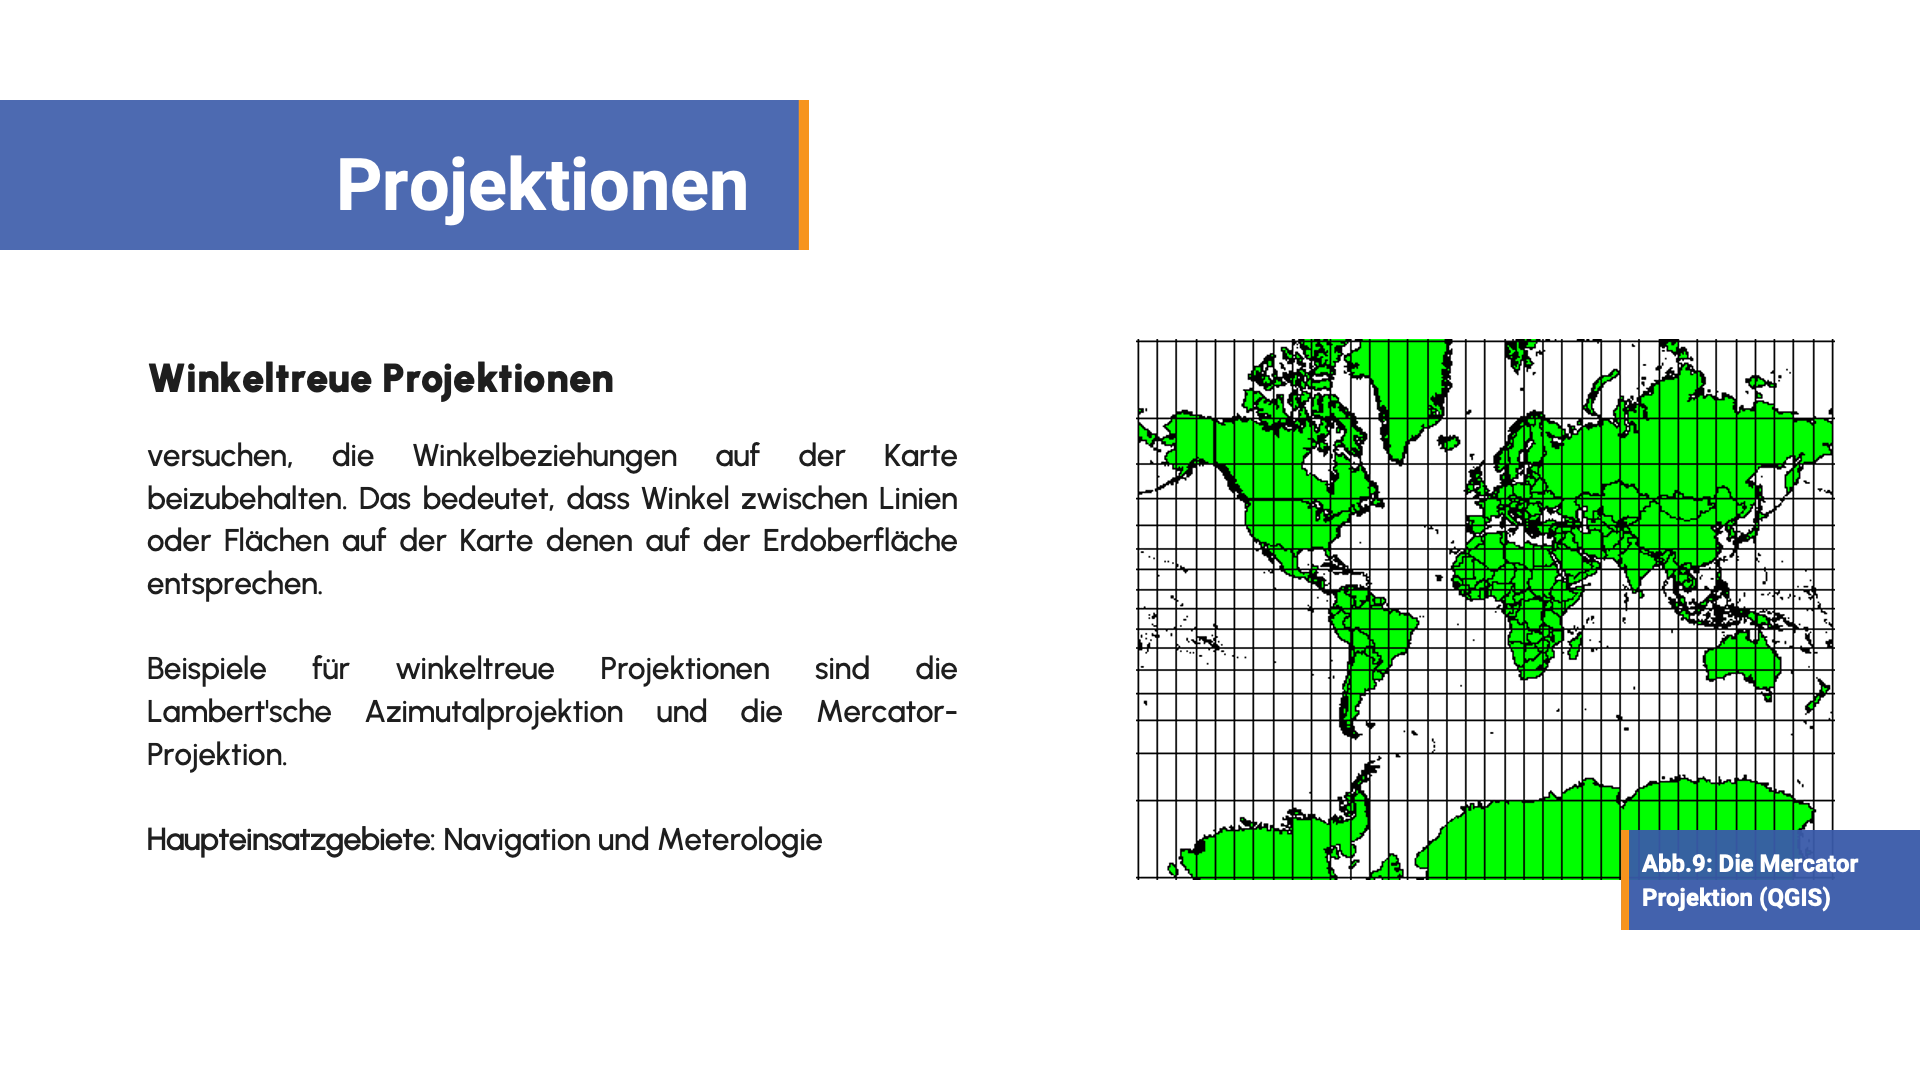 Projektionen
Winkeltreue Projektionen
versuchen, die Winkelbeziehungen auf der Karte
beizubehalten. Das bedeutet, dass Winkel zwischen Linien
oder Flächen auf der Karte denen auf der Erdoberfläche
entsprechen.
Beispiele für winkeltreue Projektionen sind die
Lambert'sche Azimutalprojektion und die Mercator-
Projektion.
Haupteinsatzgebiete: Navigation und Meterologie
Abb.9: Die Mercator
Projektion (QGIS)